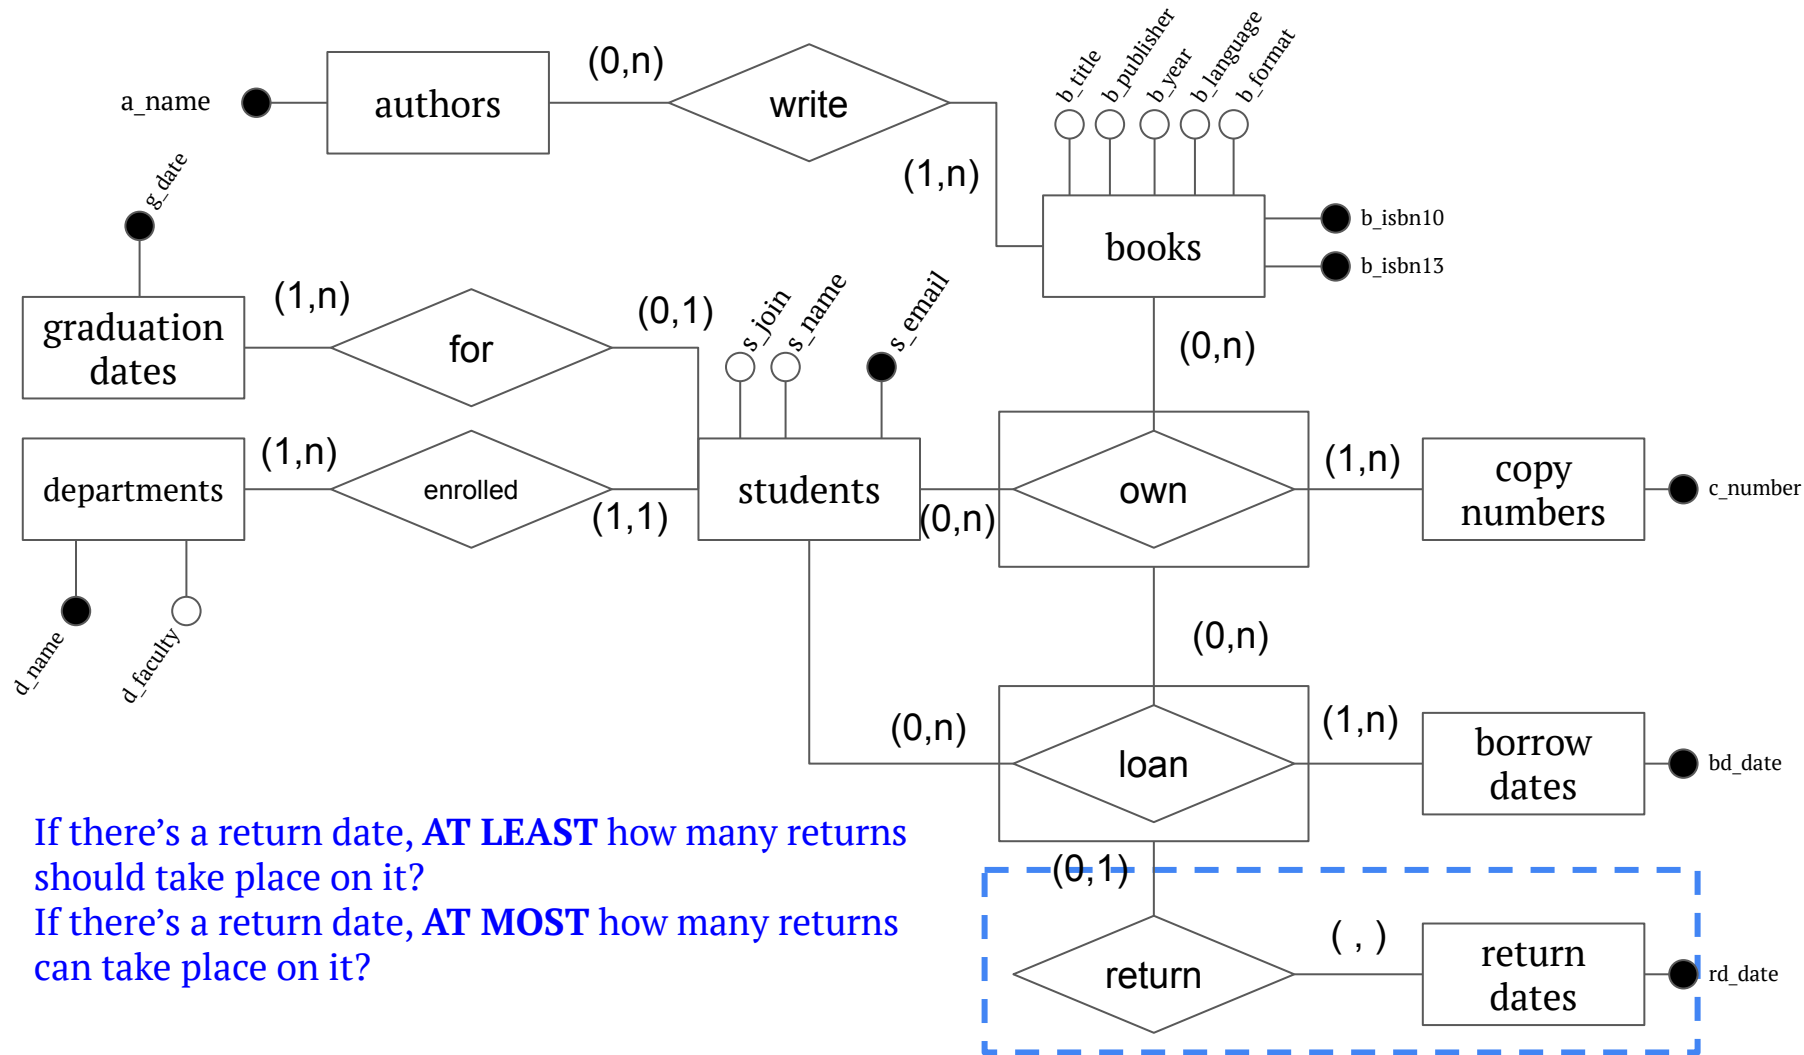 b_title
b_publisher
b_year
b_language
b_format
a_name
authors
(0,n)
write
(1,n)
g_date
books
b_isbn10
b_isbn13
graduation
dates
(1,n)
for
(0,1)
s_join
s_name
s_email
(0,n)
departments
(1,n)
enrolled
(1,1)
students
(0,n)
own
(1,n)
copy
numbers
c_number
d_name
d_faculty
(0,n)
(0,n)
loan
(1,n)
borrow
dates
bd_date
If there’s a return date, AT LEAST how many returns
should take place on it?
If there’s a return date, AT MOST how many returns
can take place on it?
(0,1)
return
( , )
return
dates
rd_date